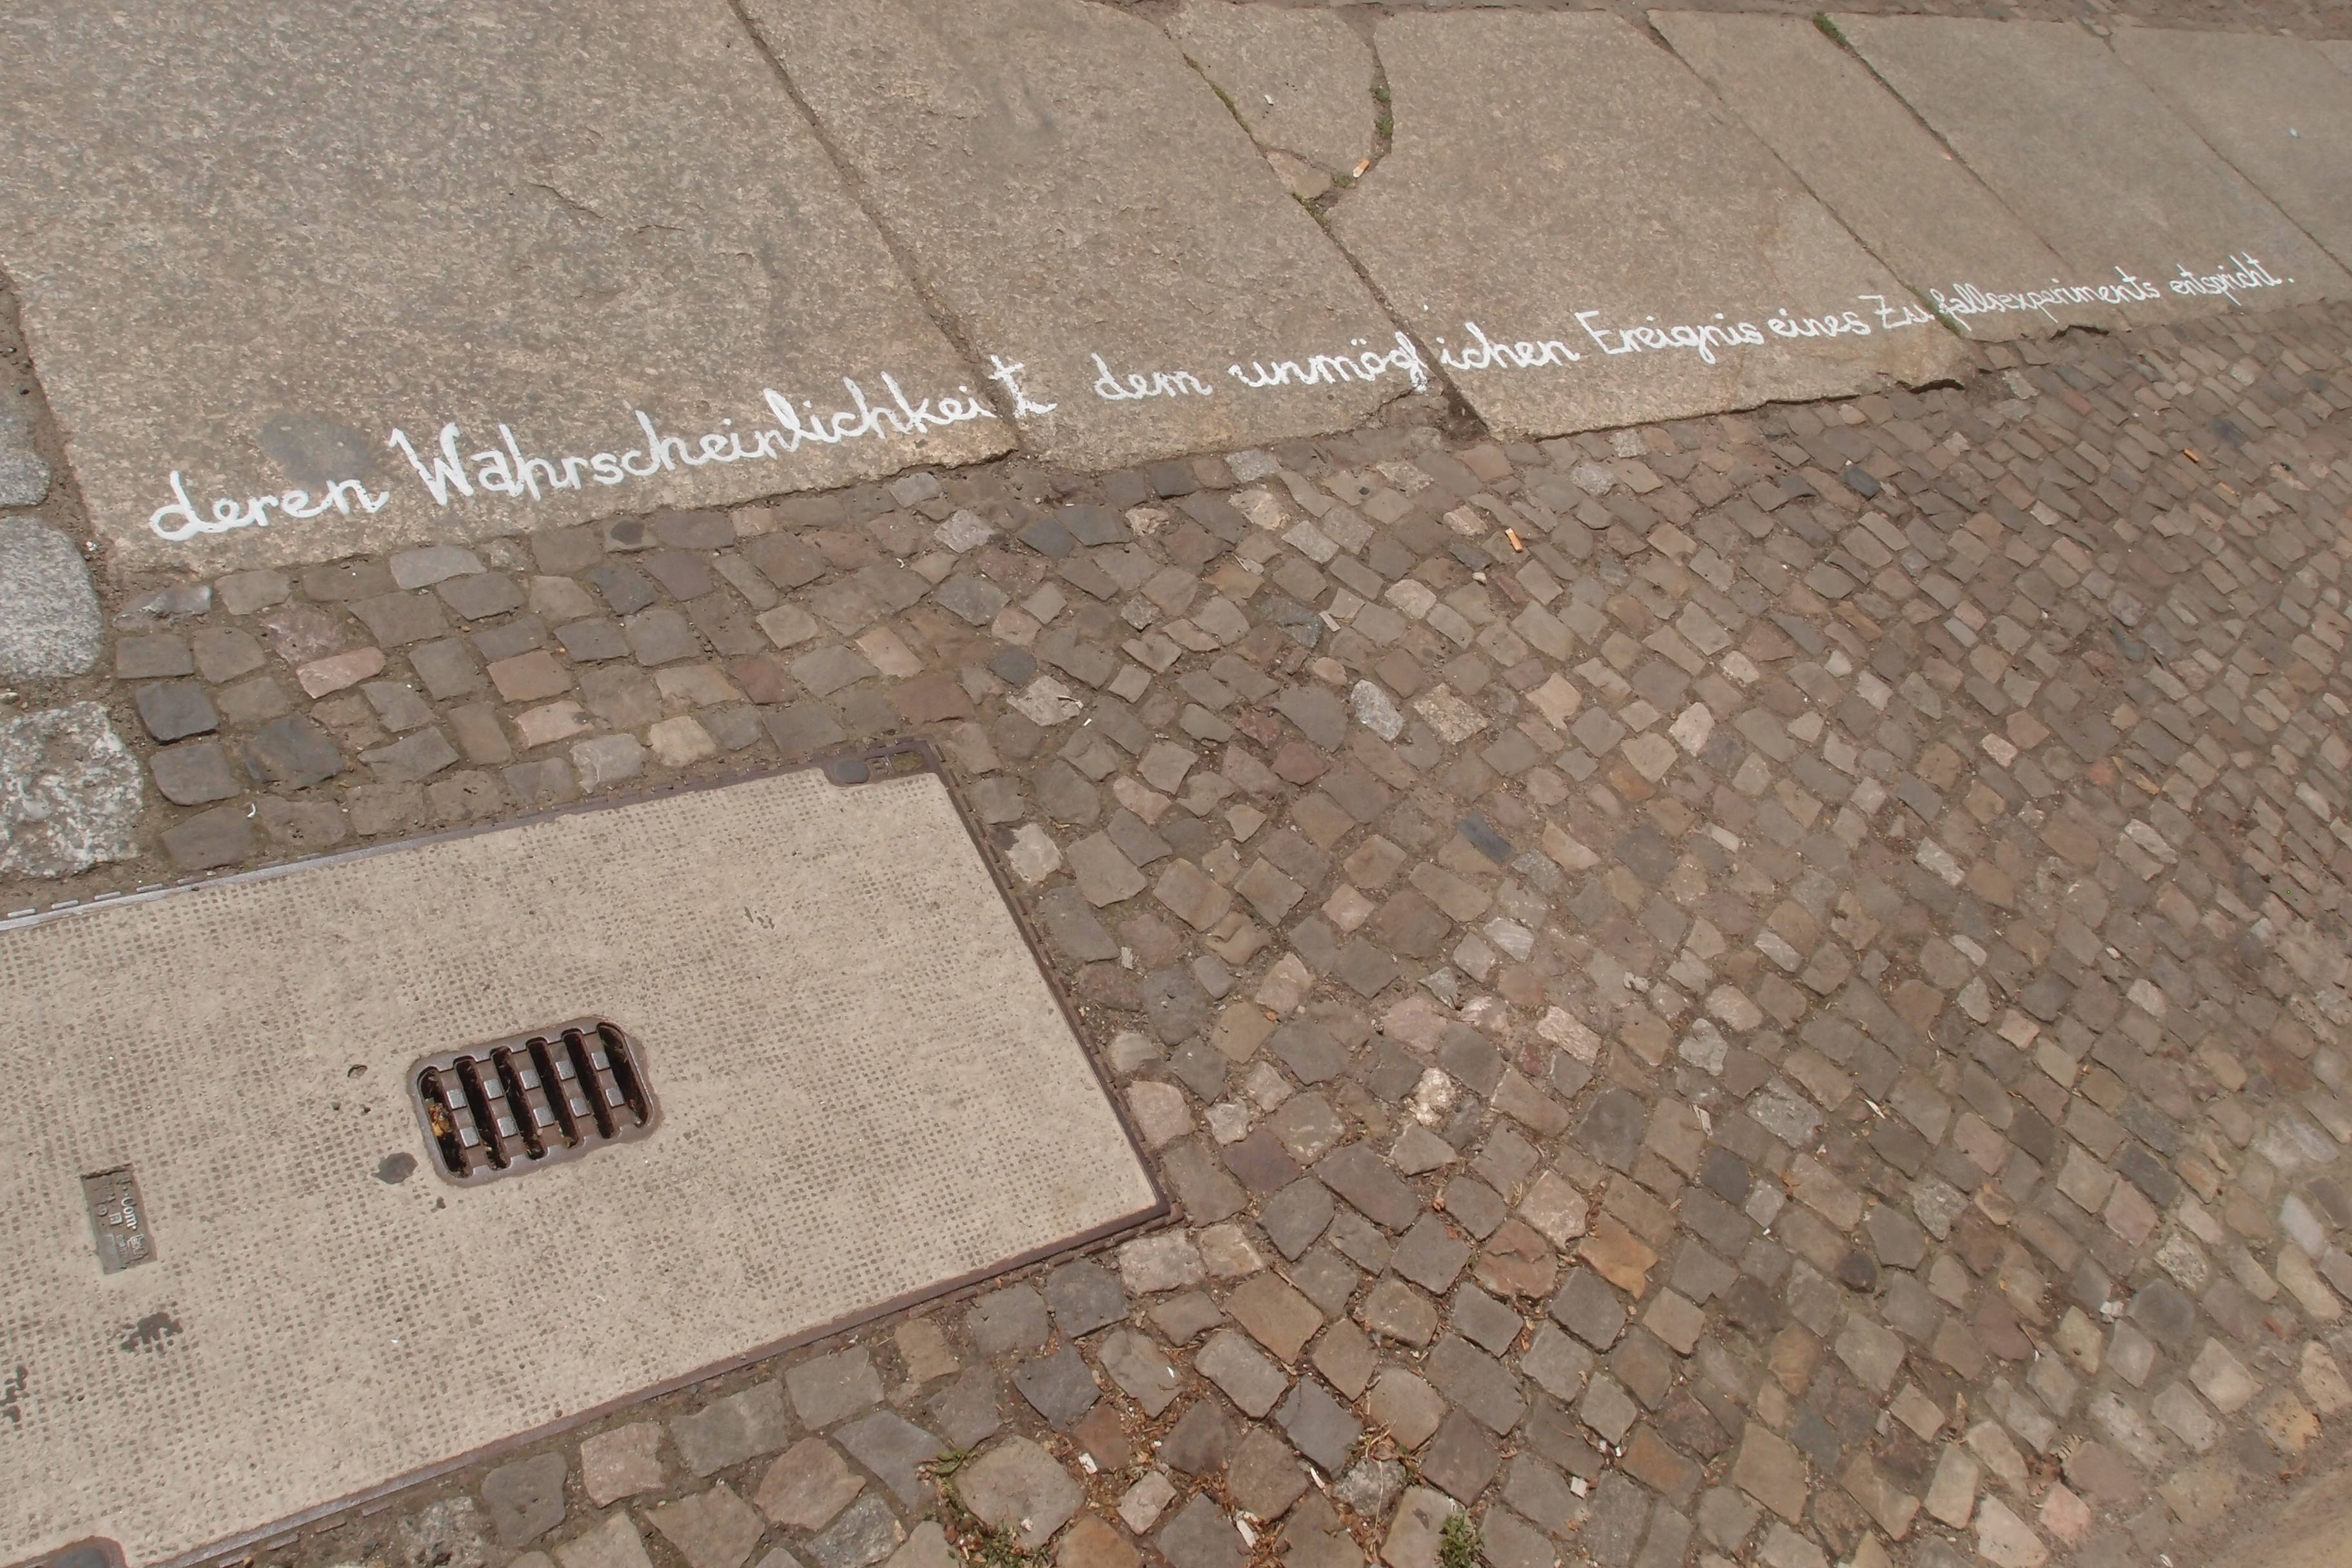 deren Wahrscheinlichkeit dem unmöglichen Ereignis eines Zufallsexperiments entspricht.